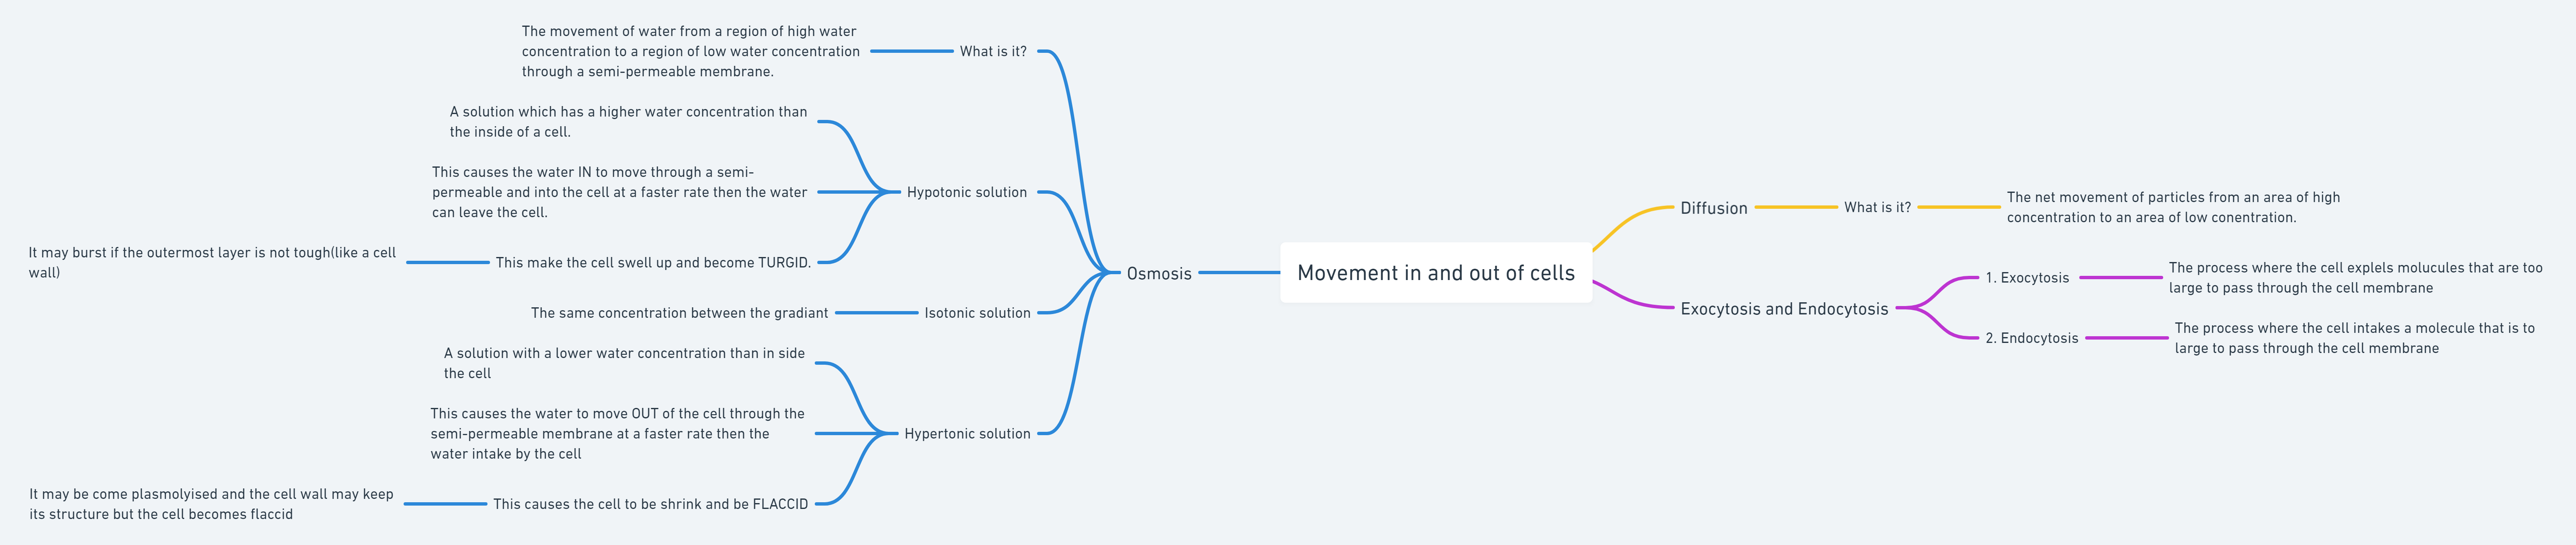 Movement in and out of cells
Osmosis
What is it?
The movement of water from a region of high water
concentration to a region of low water concentration
through a semi-permeable membrane.
Hypotonic solution
A solution which has a higher water concentration than
the inside of a cell.
This causes the water IN to move through a semi-
permeable and into the cell at a faster rate then the water
can leave the cell.
This make the cell swell up and become TURGID.
It may burst if the outermost layer is not tough(like a cell
wall)
Isotonic solution
The same concentration between the gradiant
Hypertonic solution
A solution with a lower water concentration than in side
the cell
This causes the water to move OUT of the cell through the
semi-permeable membrane at a faster rate then the
water intake by the cell
This causes the cell to be shrink and be FLACCID
It may be come plasmolyised and the cell wall may keep
its structure but the cell becomes flaccid
Diffusion
What is it?
The net movement of particles from an area of high
concentration to an area of low conentration.
Exocytosis and Endocytosis
1. Exocytosis
The process where the cell explels molucules that are too
large to pass through the cell membrane
2. Endocytosis
The process where the cell intakes a molecule that is to
large to pass through the cell membrane